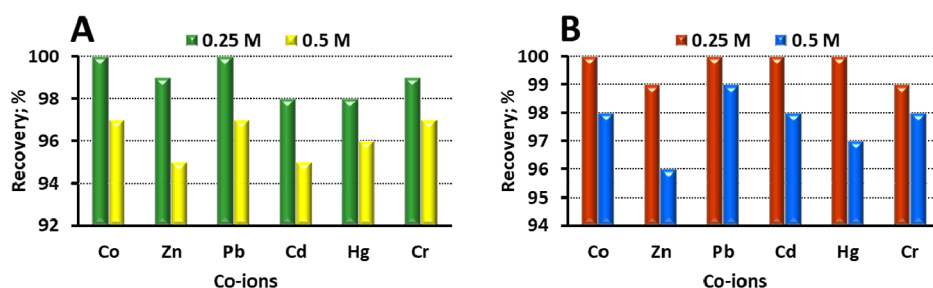 A
0.25 M 0.5 M
Recovery; %
100
98
96
94
92
Co Zn Pb Cd Hg Cr
Co-ions
B
0.25 M 0.5 M
Recovery; %
100
99
98
97
96
95
94
Co Zn Pb Cd Hg Cr
Co-ions